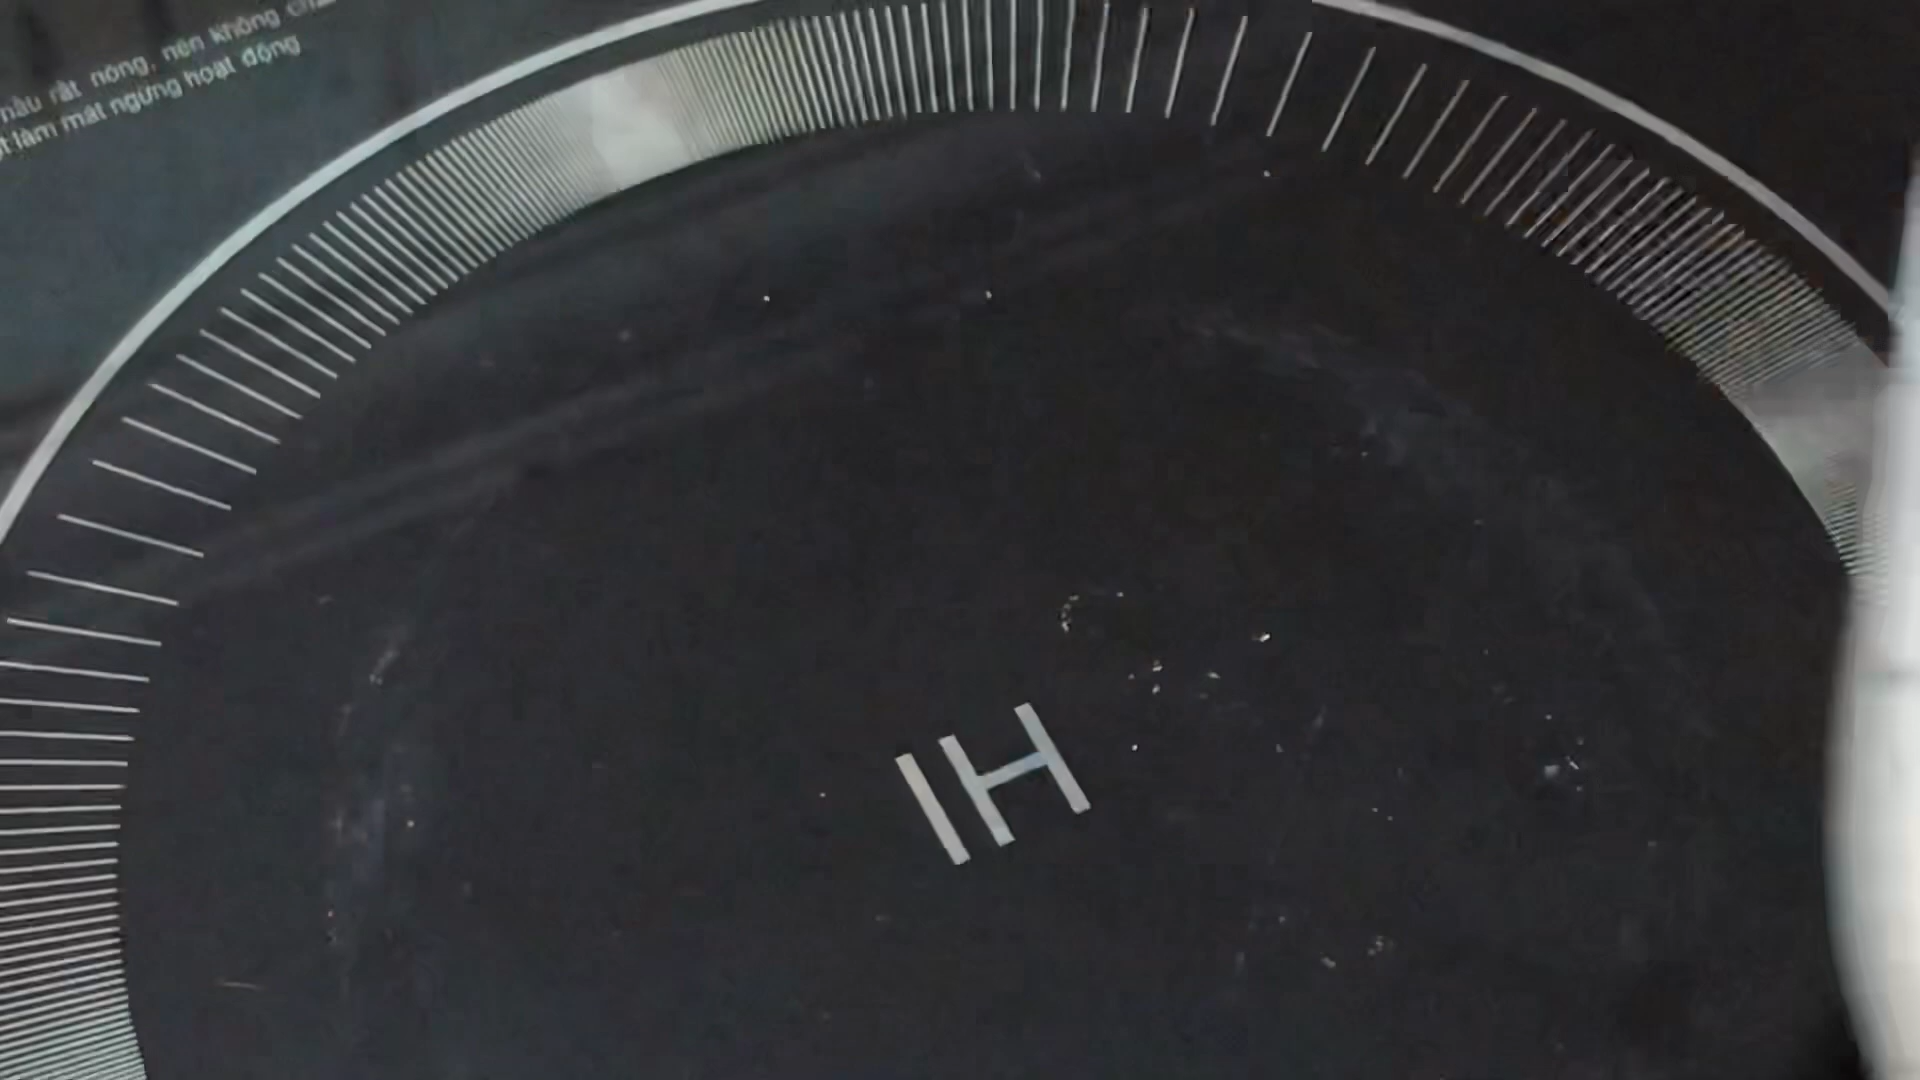 nấu rất nóng, nên không
làm mát ngừng hoạt động
IH